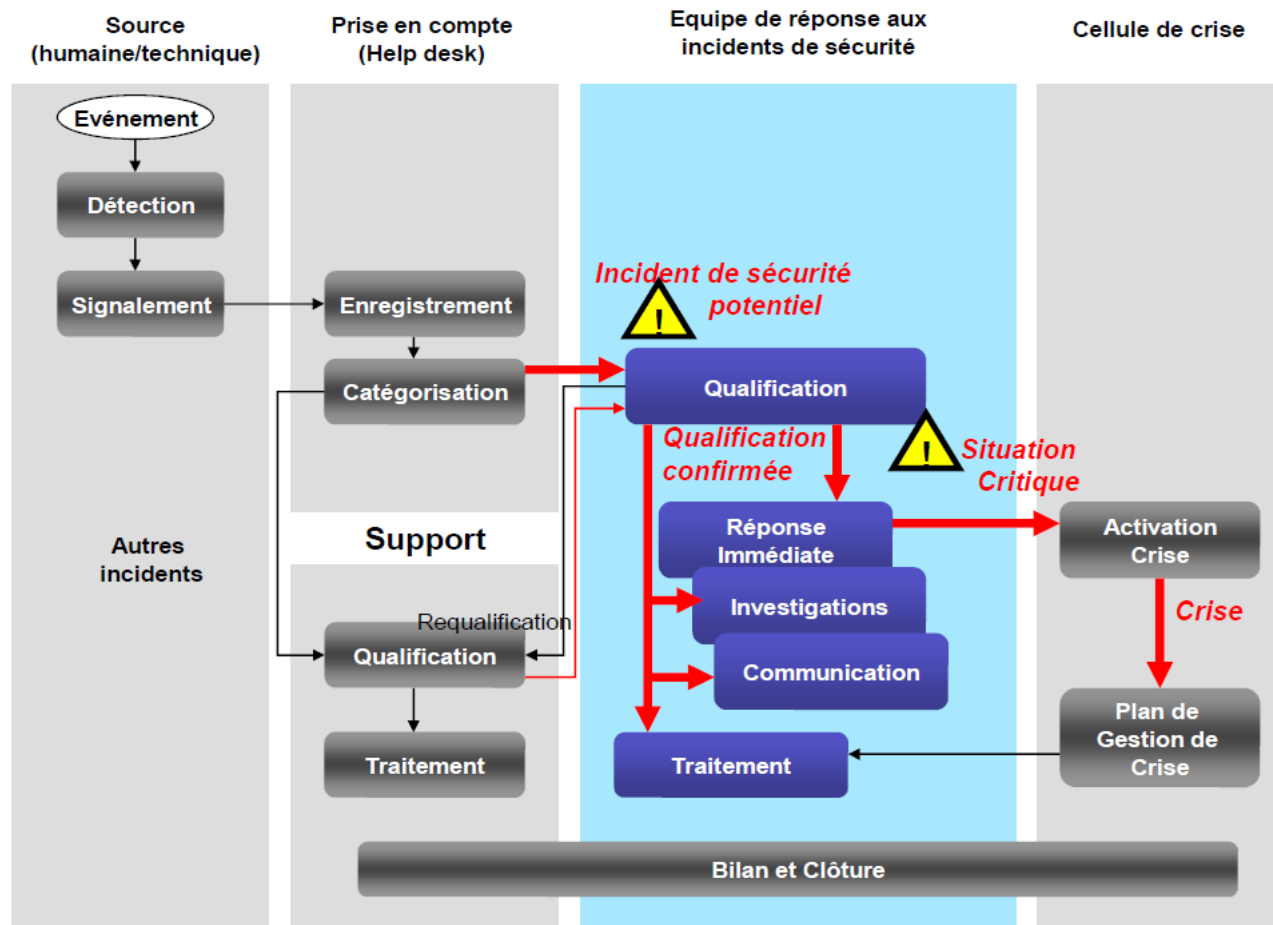 Source
(humaine/technique)
Prise en compte
(Help desk)
Equipe de réponse aux
incidents de sécurité
Cellule de crise
Evénement
Détection
Signalement
Enregistrement
Catégorisation
Incident de sécurité
potentiel
!
Qualification
Qualification
confirmée
!
Situation
Critique
Support
Autres
incidents
Réponse
Immédiate
Activation
Crise
Investigations
Crise
Requalification
Qualification
Communication
Traitement
Traitement
Plan de
Gestion de
Crise
Bilan et Clôture